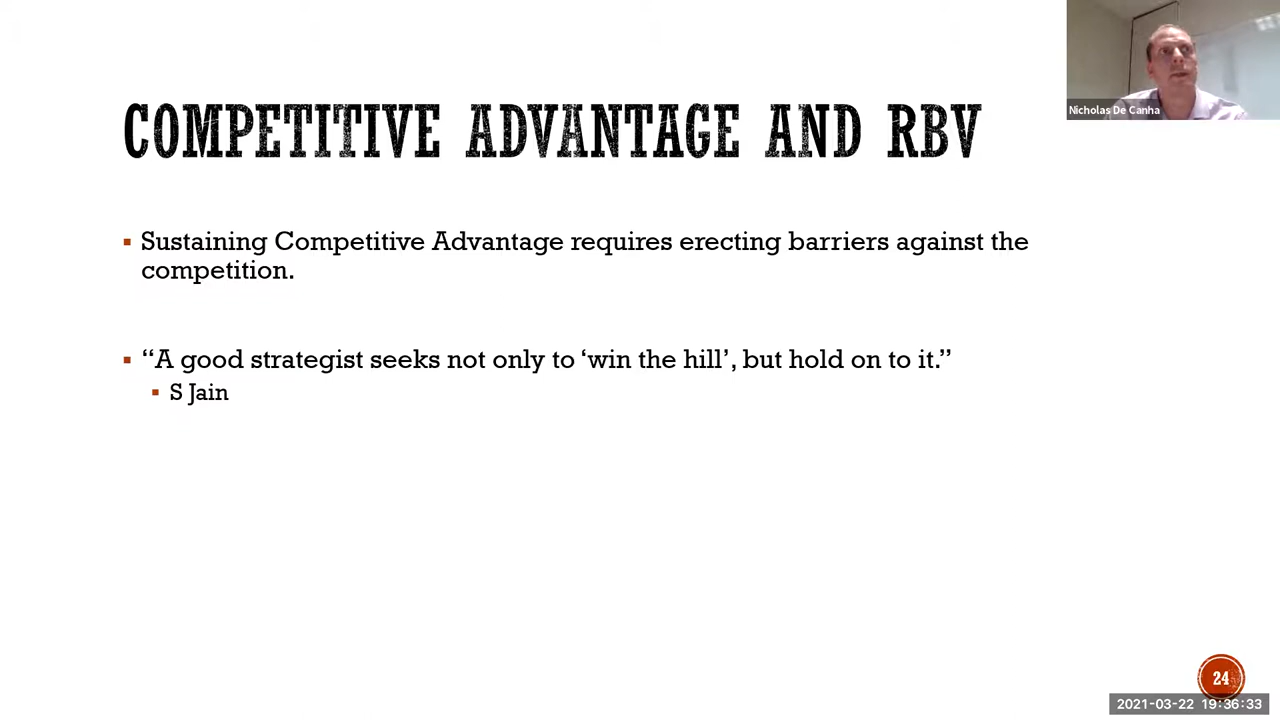 Nicholas De Canha
COMPETITIVE ADVANTAGE AND RBV
▪ Sustaining Competitive Advantage requires erecting barriers against the
competition.
▪ “A good strategist seeks not only to ‘win the hill’, but hold on to it.”
▪ S Jain
24
2021-03-22 19:36:33